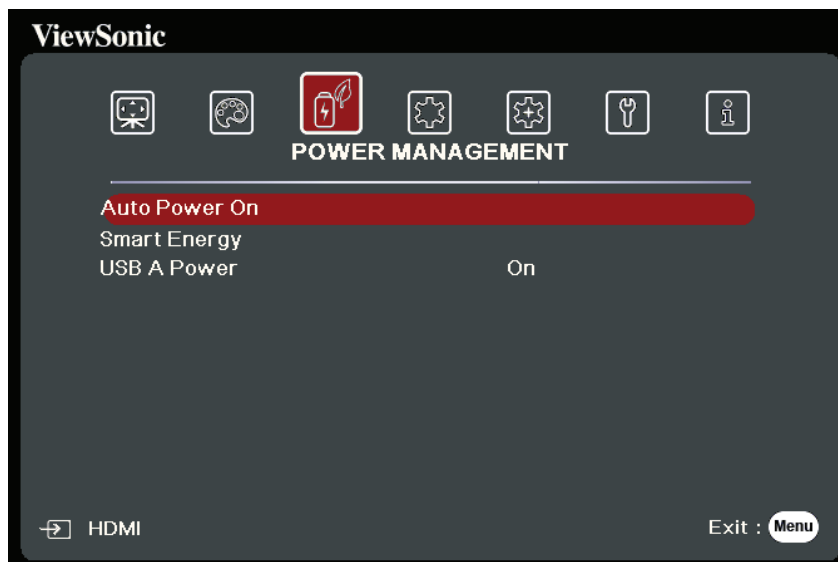 ViewSonic
POWER MANAGEMENT
Auto Power On
Smart Energy
USB A Power On
HDMI
Exit : Menu